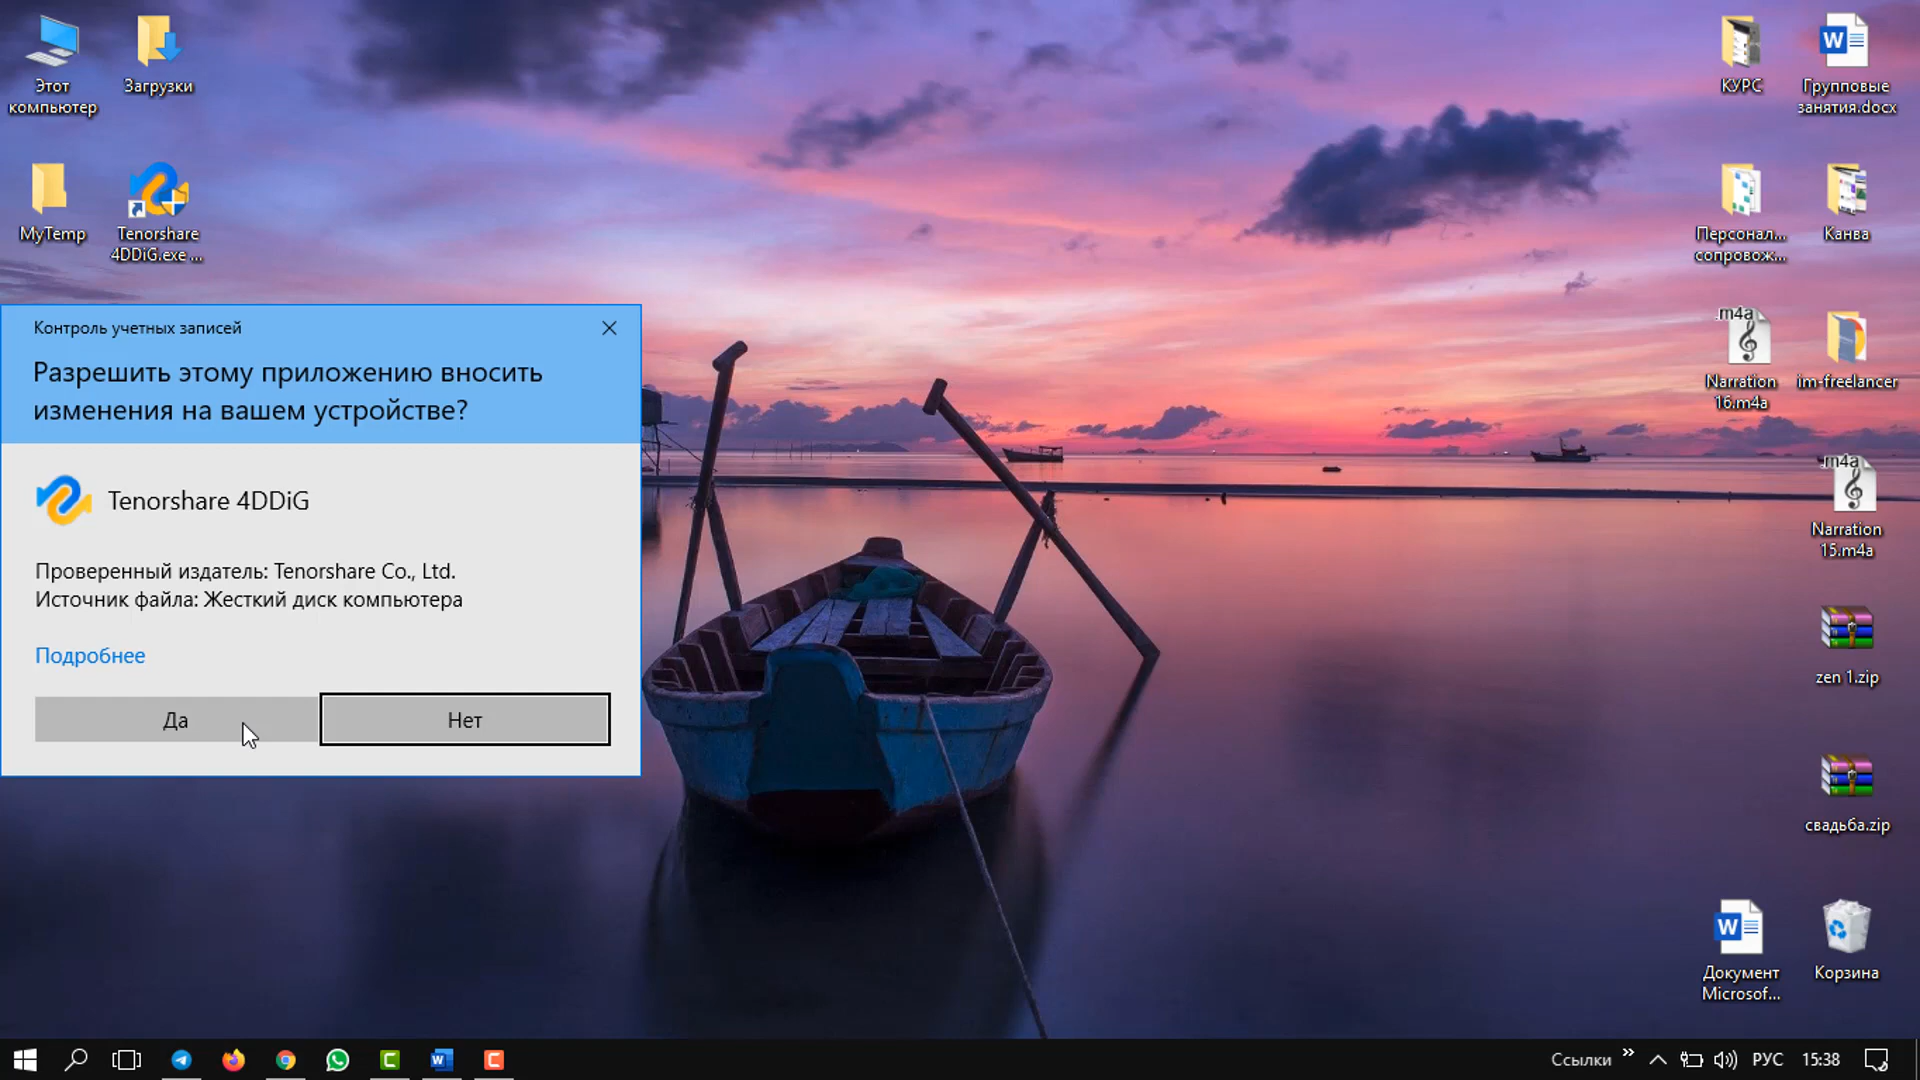 Этот
компьютер
Загрузки
MyTemp
Tenorshare
4DDiG.exe ...
КУРС
Групповые
занятия.docx
Персонал...
сопровож...
Канва
.m4a
Narration
16.m4a
im-freelancer
.m4a
Narration
15.m4a
zen 1.zip
свадьба.zip
Документ
Microsof...
Корзина
Контроль учетных записей
Разрешить этому приложению вносить
изменения на вашем устройстве?
Tenorshare 4DDiG
Проверенный издатель: Tenorshare Co., Ltd.
Источник файла: Жесткий диск компьютера
Подробнее
Да
Нет
Ссылки
РУС
15:38